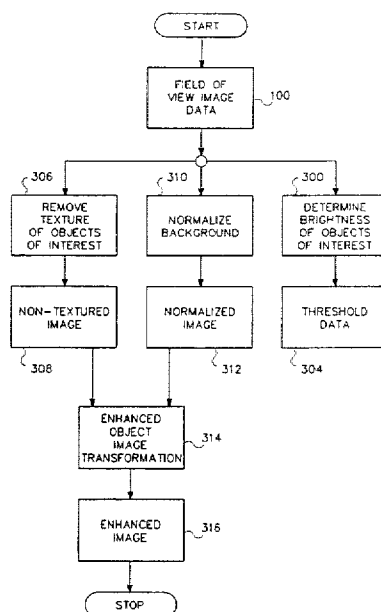 START
FIELD OF
VIEW IMAGE
DATA
100
306
310
300
REMOVE
TEXTURE
OF OBJECTS
OF INTEREST
NORMALIZE
BACKGROUND
DETERMINE
BRIGHTNESS
OF OBJECTS
OF INTEREST
NON-TEXTURED
IMAGE
NORMALIZED
IMAGE
THRESHOLD
DATA
308
312
304
ENHANCED
OBJECT
IMAGE
TRANSFORMATION
314
ENHANCED
IMAGE
316
STOP